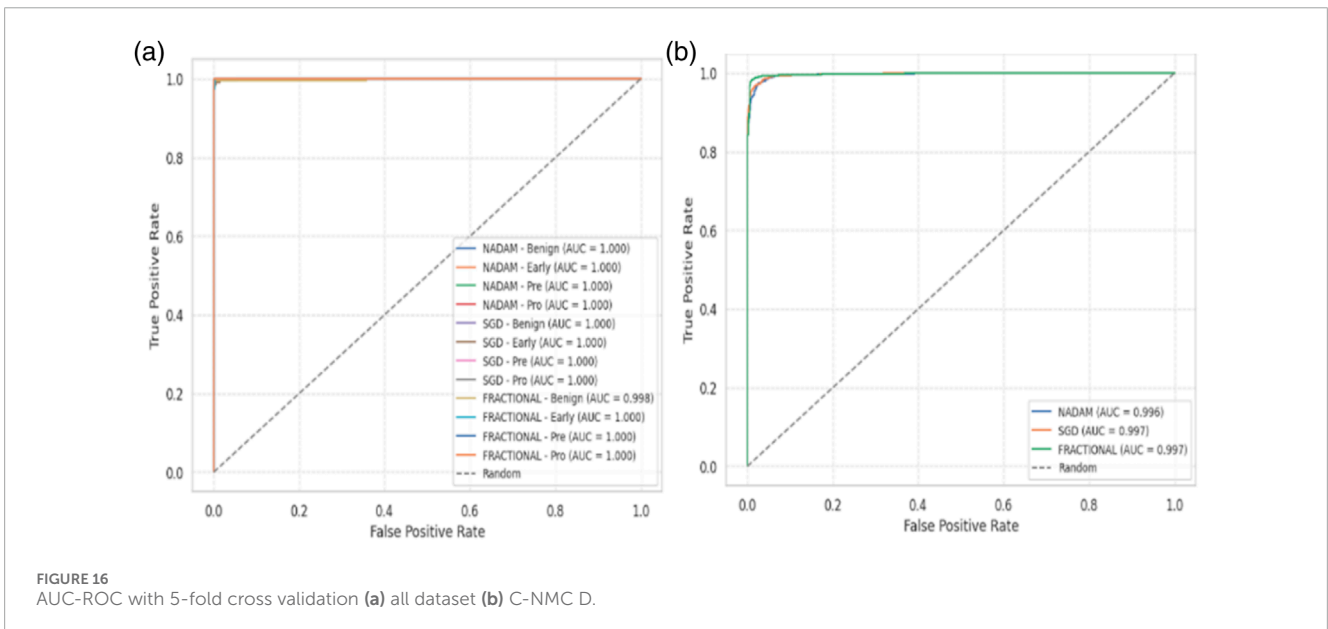 (a)
1.0
0.8
0.6
0.4
0.2
0.0
True Positive Rate
0.0 0.2 0.4 0.6 0.8 1.0
False Positive Rate
NADAM - Benign (AUC = 1.000)
NADAM - Early (AUC = 1.000)
NADAM - Pre (AUC = 1.000)
NADAM - Pro (AUC = 1.000)
SGD - Benign (AUC = 1.000)
SGD - Early (AUC = 1.000)
SGD - Pre (AUC = 1.000)
SGD - Pro (AUC = 1.000)
FRACTIONAL - Benign (AUC = 0.998)
FRACTIONAL - Early (AUC = 1.000)
FRACTIONAL - Pre (AUC = 1.000)
FRACTIONAL - Pro (AUC = 1.000)
Random
(b)
1.0
0.8
0.6
0.4
0.2
0.0
True Positive Rate
0.0 0.2 0.4 0.6 0.8 1.0
False Positive Rate
NADAM (AUC = 0.996)
SGD (AUC = 0.997)
FRACTIONAL (AUC = 0.997)
Random
FIGURE 16
AUC-ROC with 5-fold cross validation (a) all dataset (b) C-NMC D.